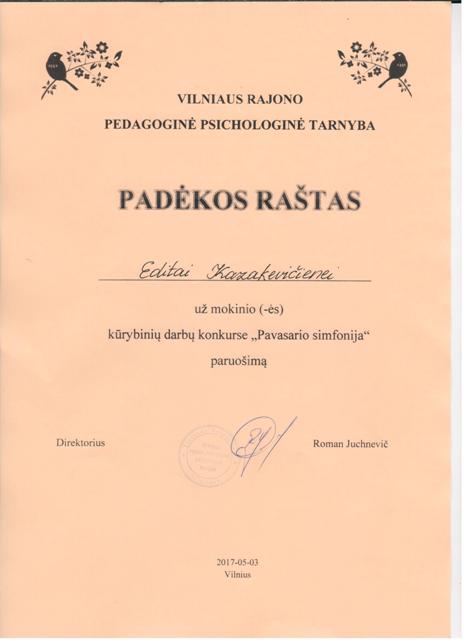 VILNIAUS RAJONO
PEDAGOGINĖ PSICHOLOGINĖ TARNYBA
PADĖKOS RAŠTAS
Editai Kazakevičienei
už mokinio (-ės)
kūrybinių darbų konkurse „Pavasario simfonija“
paruošimą
Direktorius
Roman Juchnevič
2017-05-03
Vilnius